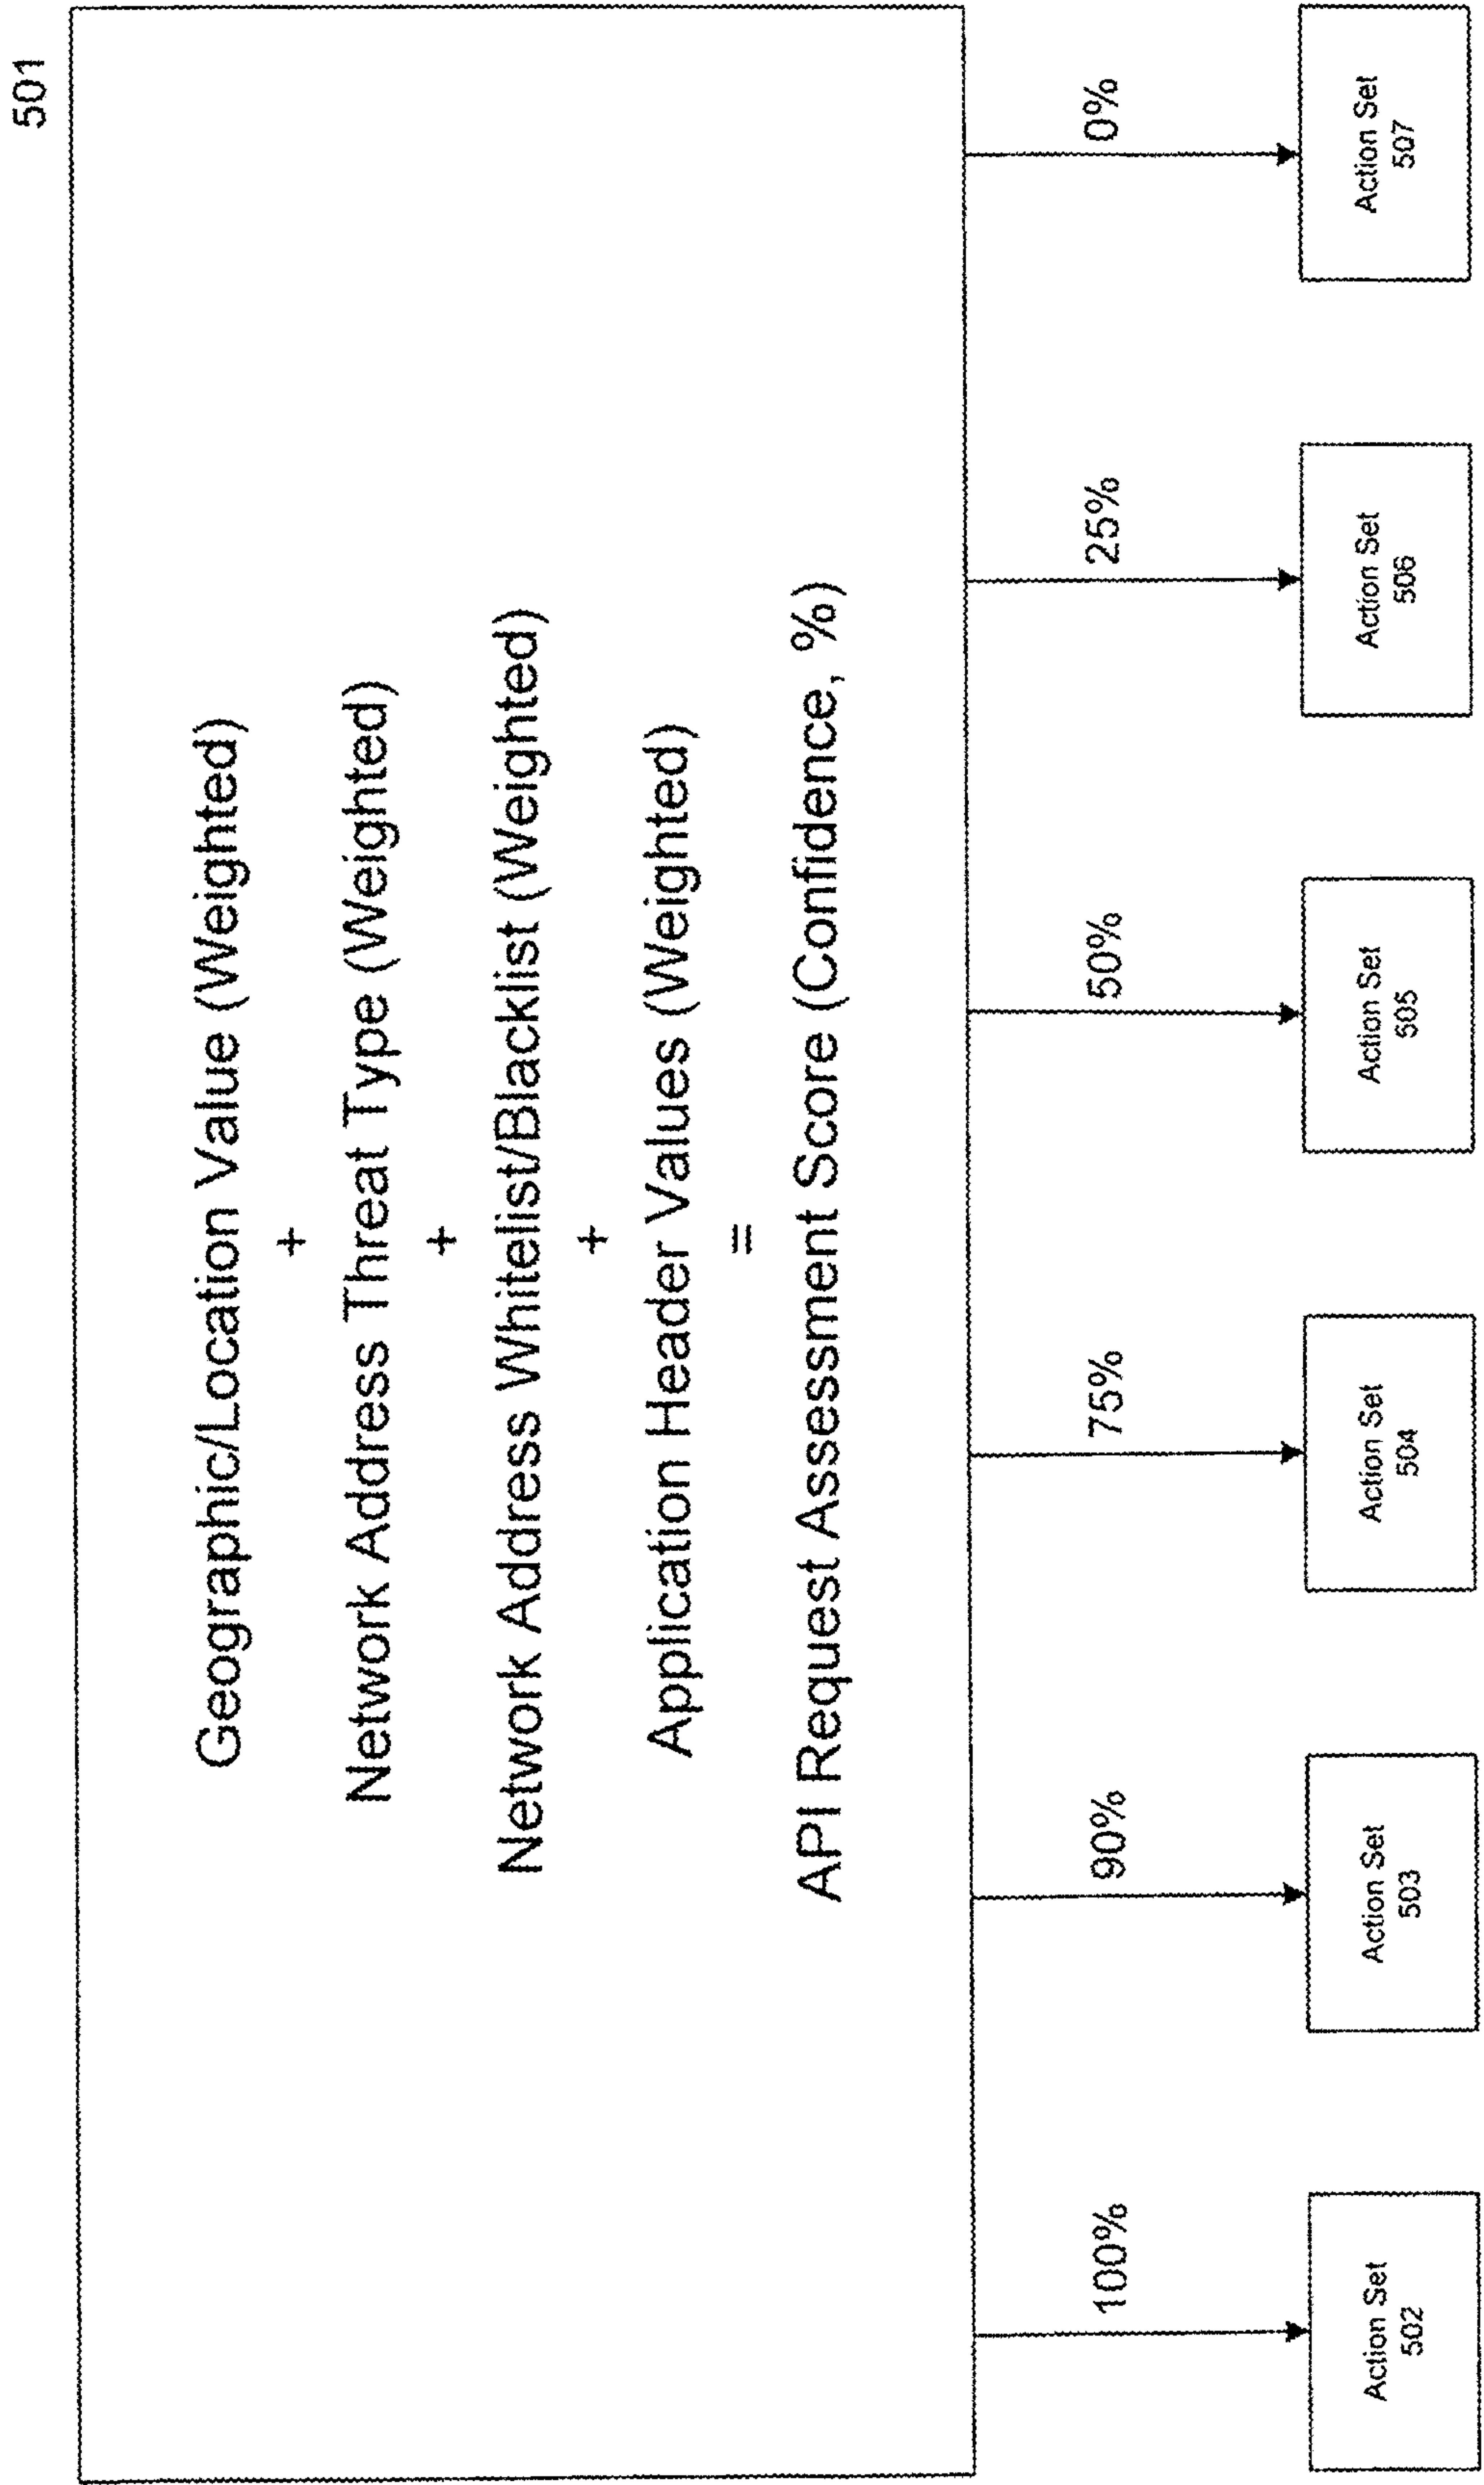 501
Geographic/Location Value (Weighted)
+
Network Address Threat Type (Weighted)
+
Network Address Whitelist/Blacklist (Weighted)
+
Application Header Values (Weighted)
=
API Request Assessment Score (Confidence, %)
100%
90%
75%
50%
25%
0%
Action Set
502
Action Set
503
Action Set
504
Action Set
505
Action Set
506
Action Set
507